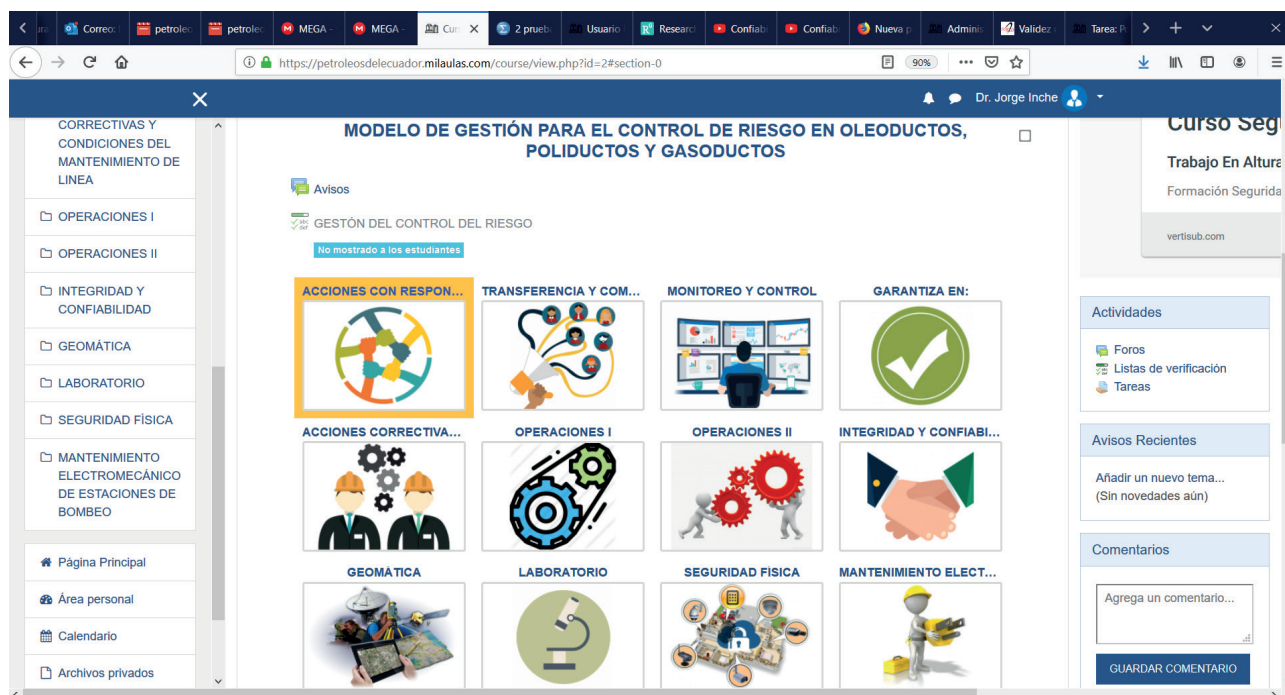 Correo:
petroleo
petrolec
MEGA -
MEGA -
Cur
2 prueb
Usuario
Researc
Confiabi
Confiabi
Nueva p
Adminis
Validez
Tarea: P
https://petroleosdelecuador.milaulas.com/course/view.php?id=2#section-0
90%
Dr. Jorge Inche
CORRECTIVAS Y
CONDICIONES DEL
MANTENIMIENTO DE
LINEA
OPERACIONES I
OPERACIONES II
INTEGRIDAD Y
CONFIABILIDAD
GEOMÁTICA
LABORATORIO
SEGURIDAD FÍSICA
MANTENIMIENTO
ELECTROMECÁNICO
DE ESTACIONES DE
BOMBEO
Página Principal
Área personal
Calendario
Archivos privados
MODELO DE GESTIÓN PARA EL CONTROL DE RIESGO EN OLEODUCTOS,
POLIDUCTOS Y GASODUCTOS
Avisos
GESTÓN DEL CONTROL DEL RIESGO
No mostrado a los estudiantes
ACCIONES CON RESPON...
TRANSFERENCIA Y COM...
MONITOREO Y CONTROL
GARANTIZA EN:
ACCIONES CORRECTIVA...
OPERACIONES I
OPERACIONES II
INTEGRIDAD Y CONFIABI...
GEOMÁTICA
LABORATORIO
SEGURIDAD FÍSICA
MANTENIMIENTO ELECT...
Curso Seg
Trabajo En Altura
Formación Segurida
vertisub.com
Actividades
Foros
Listas de verificación
Tareas
Avisos Recientes
Añadir un nuevo tema...
(Sin novedades aún)
Comentarios
Agrega un comentario...
GUARDAR COMENTARIO